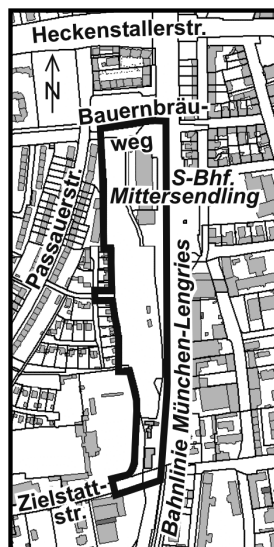 Heckenstallerstr.
N
Bauernbräu-
weg
S-Bhf.
Mittersendling
Passauerstr.
Bahnlinie München-Lengries
Zielstatt-
str.